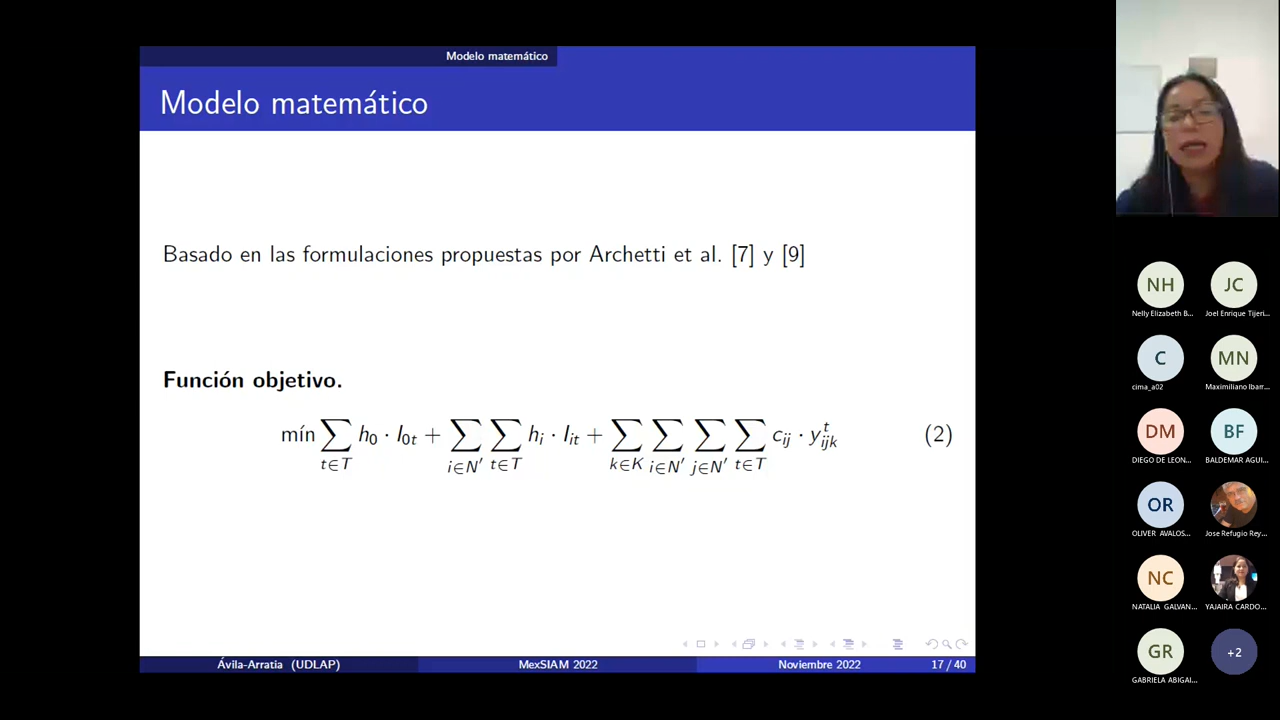 Modelo matemático
Modelo matemático
Basado en las formulaciones propuestas por Archetti et al. [7] y [9]
Función objetivo.
mín ∑_{t∈T} h_0 · I_{0t} + ∑_{i∈N'} ∑_{t∈T} h_i · I_{it} + ∑_{k∈K} ∑_{i∈N'} ∑_{j∈N'} ∑_{t∈T} c_{ij} · y^t_{ijk} (2)
Ávila-Arratia (UDLAP) MexSIAM 2022 Noviembre 2022 17 / 40
NH JC
Nelly Elizabeth B... Joel Enrique Tijeri...
C MN
cima_a02 Maximiliano Ibarr...
DM BF
DIEGO DE LEON... BALDEMAR AGUI...
OR
OLIVER AVALOS... Jose Refugio Rey...
NC
NATALIA GALVAN... YAJAIRA CARDO...
GR +2
GABRIELA ABIGAI...